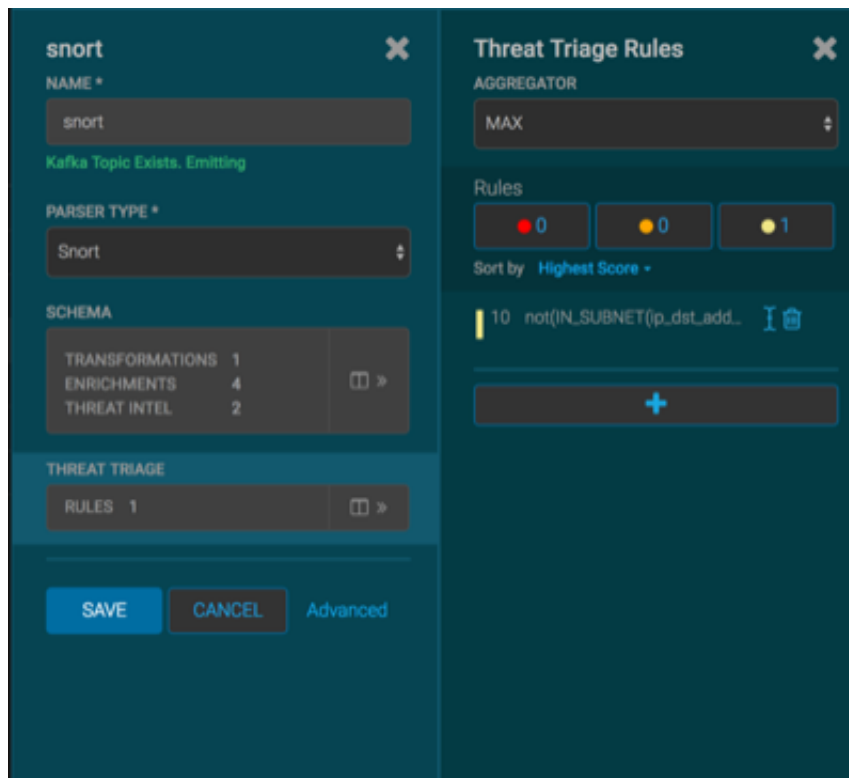 snort
NAME *
snort
Kafka Topic Exists. Emitting
PARSER TYPE *
Snort
SCHEMA
TRANSFORMATIONS 1
ENRICHMENTS 4
THREAT INTEL 2
THREAT TRIAGE
RULES 1
SAVE CANCEL Advanced
Threat Triage Rules
AGGREGATOR
MAX
Rules
0 0 1
Sort by Highest Score
10 not(IN_SUBNET(ip_dst_add...